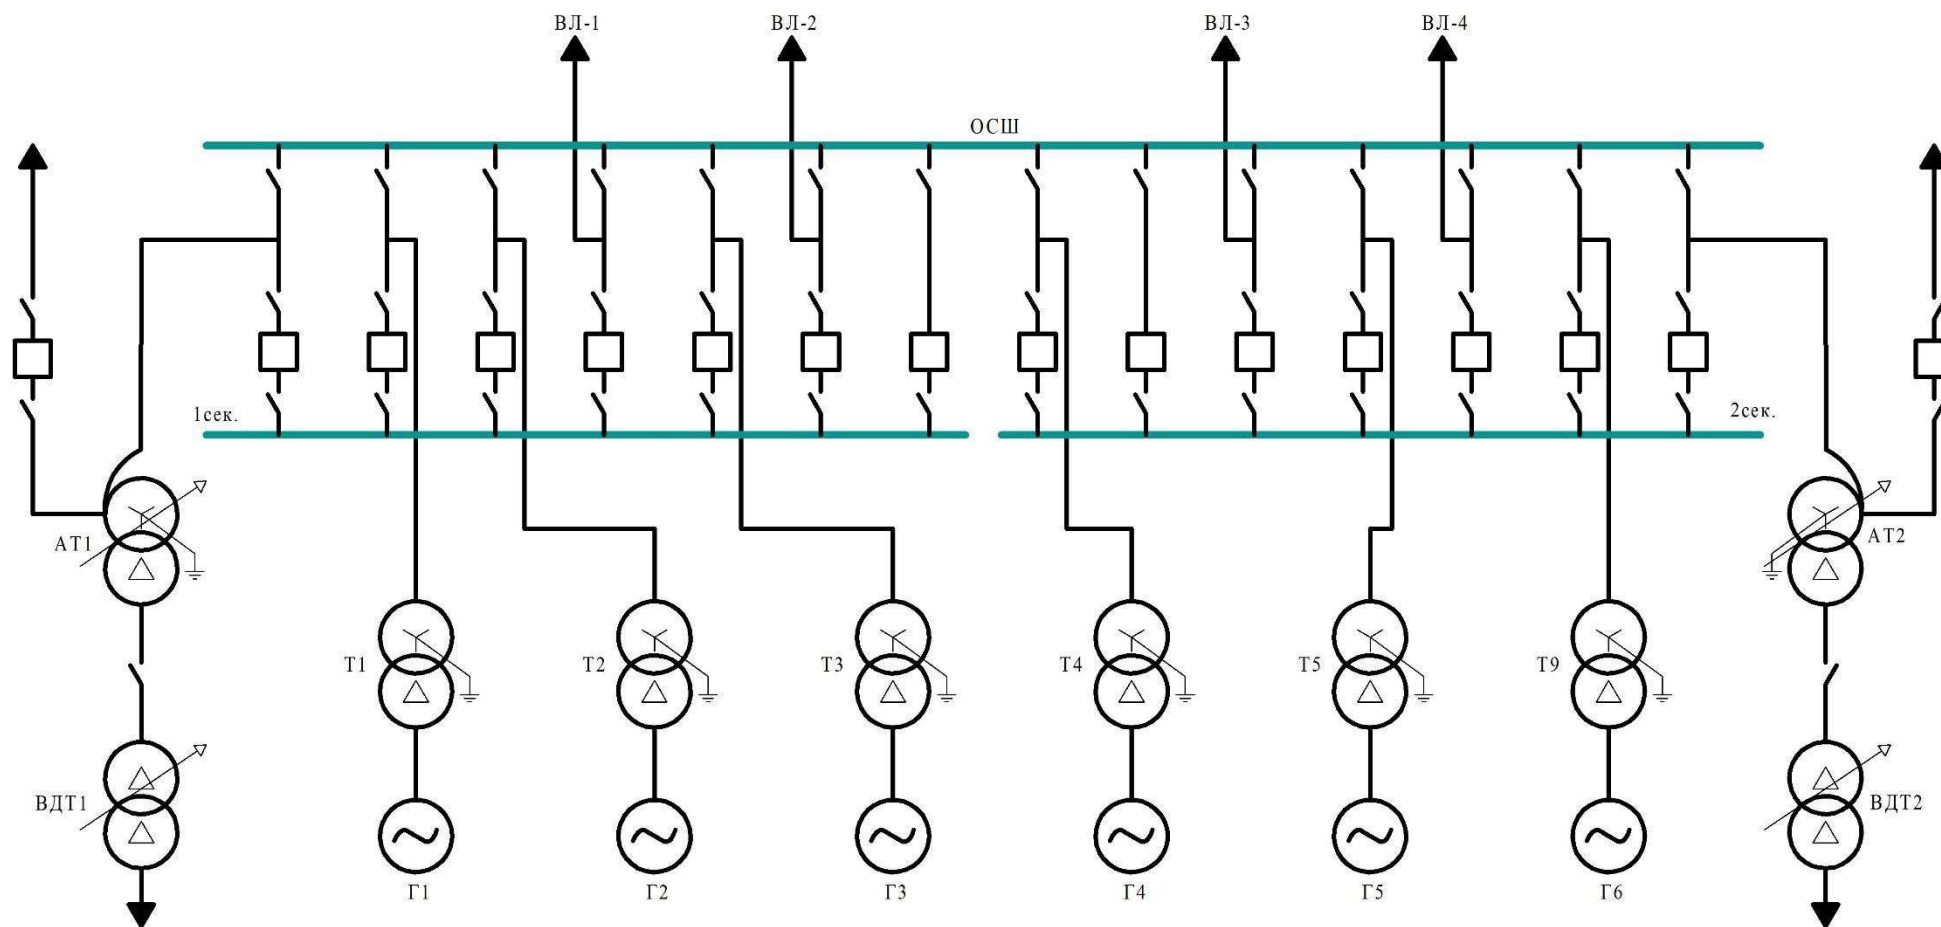 ВЛ-1
ВЛ-2
ВЛ-3
ВЛ-4
ОСШ
1сек.
2сек.
АТ1
АТ2
Т1
Т2
Т3
Т4
Т5
Т9
ВДТ1
ВДТ2
Г1
Г2
Г3
Г4
Г5
Г6